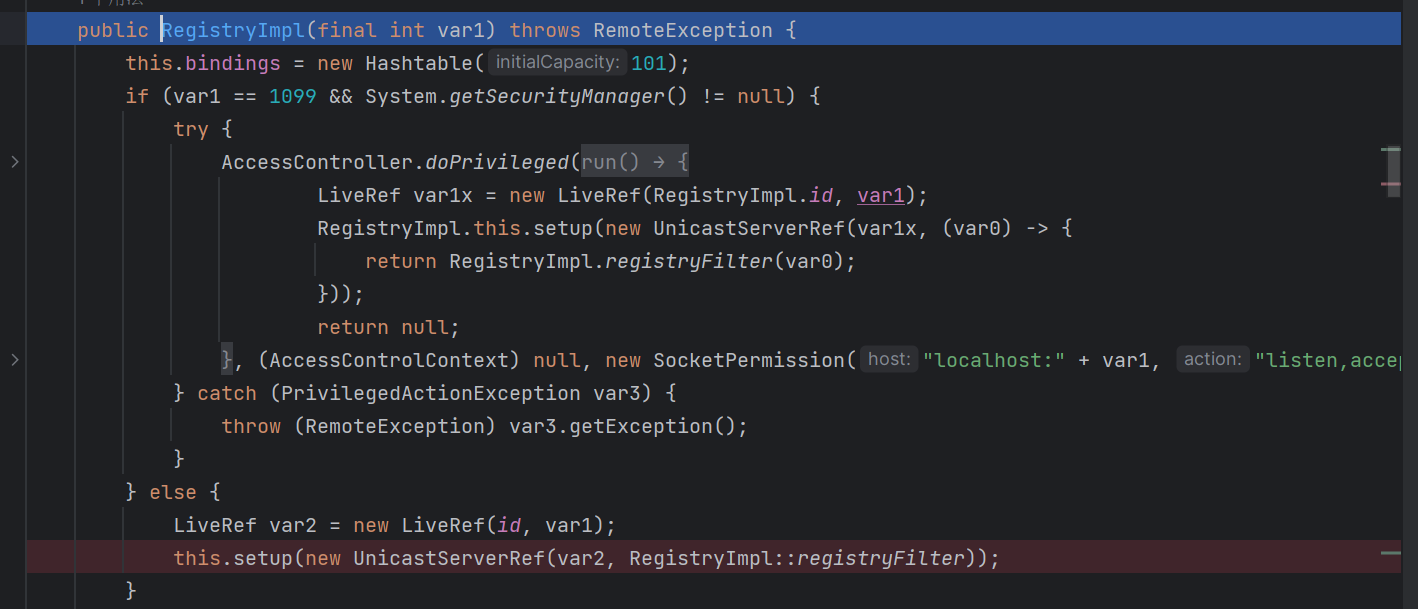 public RegistryImpl(final int var1) throws RemoteException {
this.bindings = new Hashtable( initialCapacity: 101);
if (var1 == 1099 && System.getSecurityManager() != null) {
try {
AccessController.doPrivileged(run() → {
LiveRef var1x = new LiveRef(RegistryImpl.id, var1);
RegistryImpl.this.setup(new UnicastServerRef(var1x, (var0) -> {
return RegistryImpl.registryFilter(var0);
}));
return null;
}, (AccessControlContext) null, new SocketPermission( host: "localhost:" + var1, action: "listen,accep
} catch (PrivilegedActionException var3) {
throw (RemoteException) var3.getException();
}
} else {
LiveRef var2 = new LiveRef(id, var1);
this.setup(new UnicastServerRef(var2, RegistryImpl::registryFilter));
}